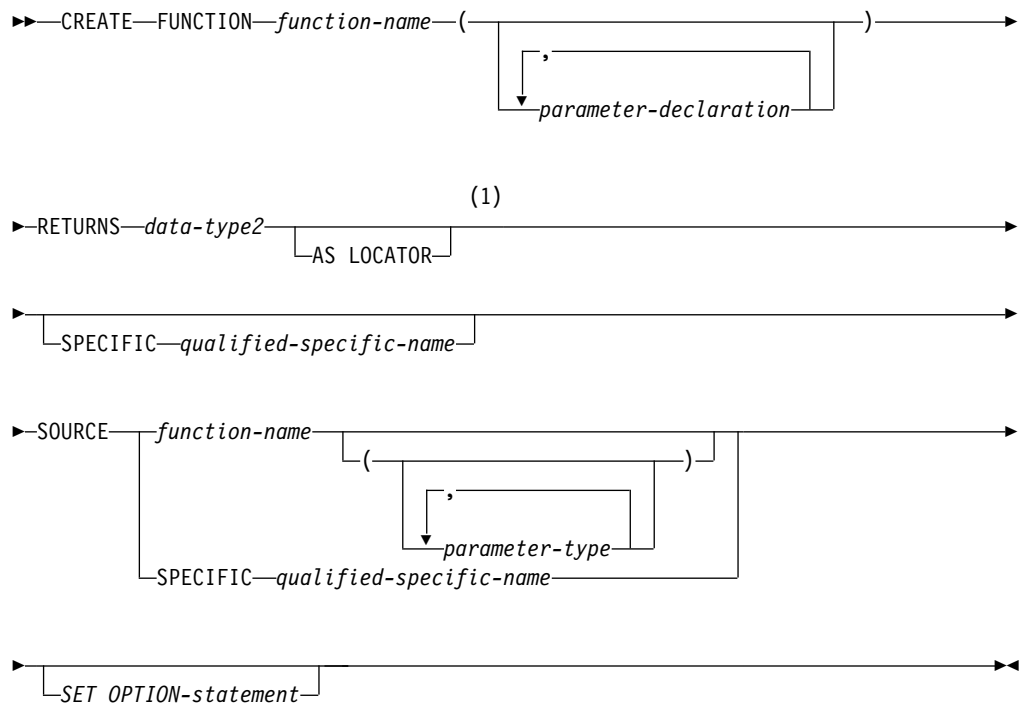 CREATE FUNCTION function-name ( )
,
parameter-declaration
(1)
RETURNS data-type2
AS LOCATOR
SPECIFIC qualified-specific-name
SOURCE function-name
( )
,
parameter-type
SPECIFIC qualified-specific-name
SET OPTION-statement